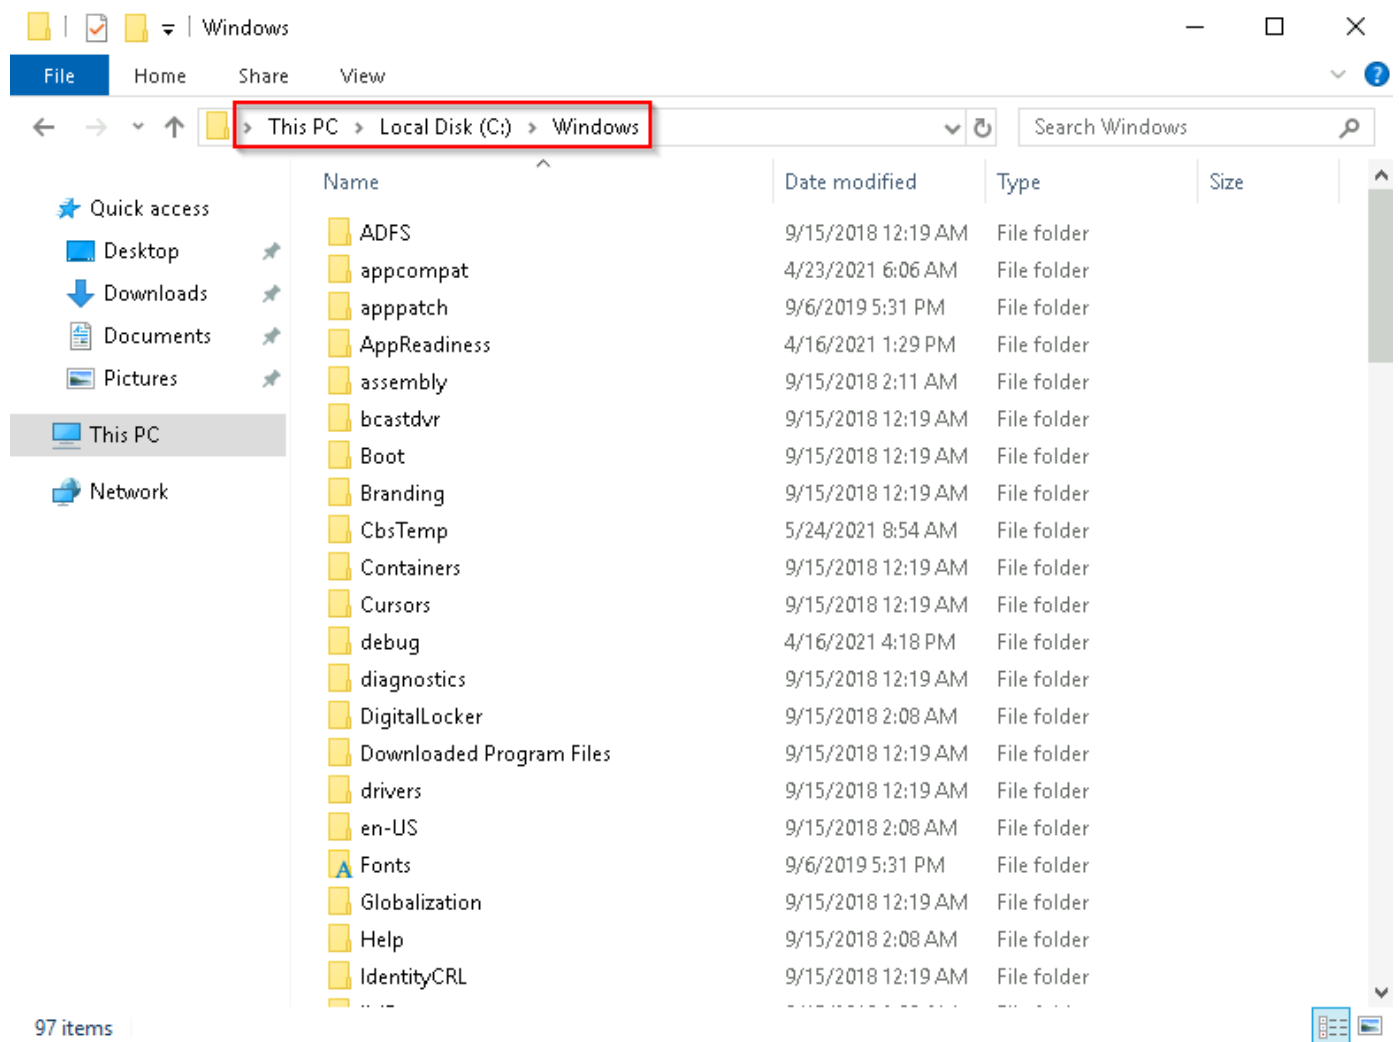 Windows
File Home Share View
This PC > Local Disk (C:) > Windows
Search Windows
Name Date modified Type Size
Quick access
Desktop
Downloads
Documents
Pictures
This PC
Network
ADFS 9/15/2018 12:19 AM File folder
appcompat 4/23/2021 6:06 AM File folder
apppatch 9/6/2019 5:31 PM File folder
AppReadiness 4/16/2021 1:29 PM File folder
assembly 9/15/2018 2:11 AM File folder
bcastdvr 9/15/2018 12:19 AM File folder
Boot 9/15/2018 12:19 AM File folder
Branding 9/15/2018 12:19 AM File folder
CbsTemp 5/24/2021 8:54 AM File folder
Containers 9/15/2018 12:19 AM File folder
Cursors 9/15/2018 12:19 AM File folder
debug 4/16/2021 4:18 PM File folder
diagnostics 9/15/2018 12:19 AM File folder
DigitalLocker 9/15/2018 2:08 AM File folder
Downloaded Program Files 9/15/2018 12:19 AM File folder
drivers 9/15/2018 12:19 AM File folder
en-US 9/15/2018 2:08 AM File folder
Fonts 9/6/2019 5:31 PM File folder
Globalization 9/15/2018 12:19 AM File folder
Help 9/15/2018 2:08 AM File folder
IdentityCRL 9/15/2018 12:19 AM File folder
97 items